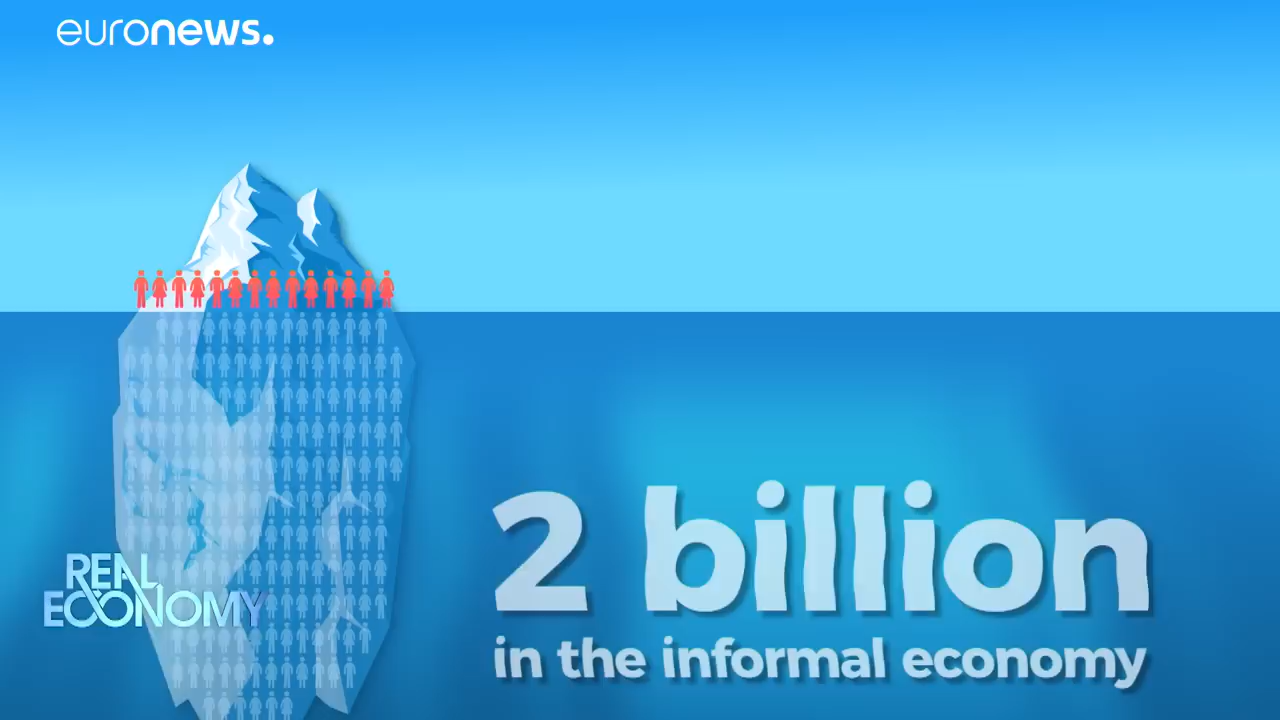 euronews.
2 billion
in the informal economy
REAL
ECONOMY